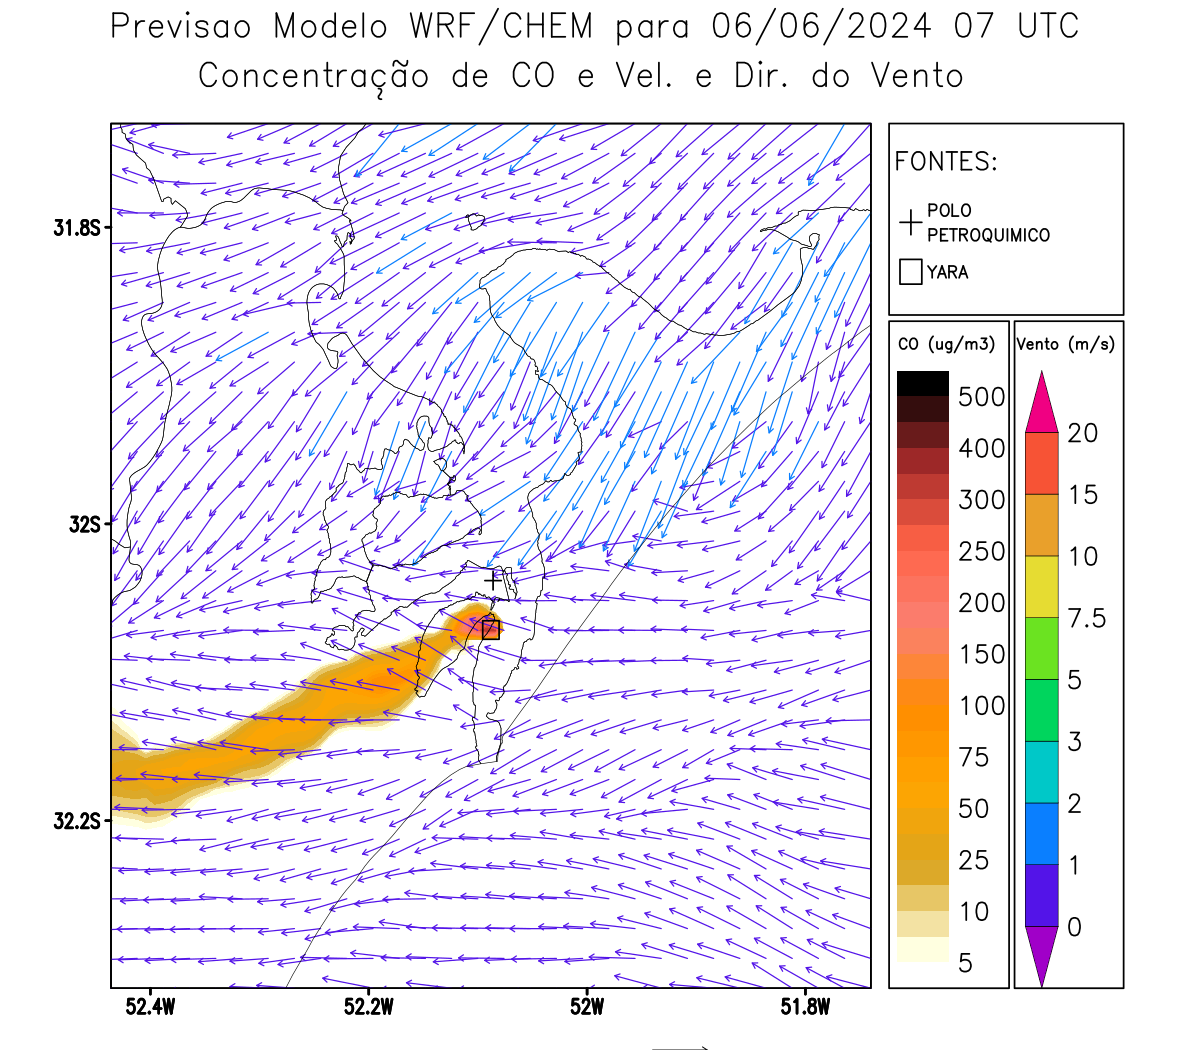 Previsao Modelo WRF/CHEM para 06/06/2024 07 UTC
Concentração de CO e Vel. e Dir. do Vento
FONTES:
POLO
PETROQUIMICO
YARA
CO (ug/m3)
500
400
300
250
200
150
100
75
50
25
10
5
Vento (m/s)
20
15
10
7.5
5
3
2
1
0
31.8S
32S
32.2S
52.4W
52.2W
52W
51.8W